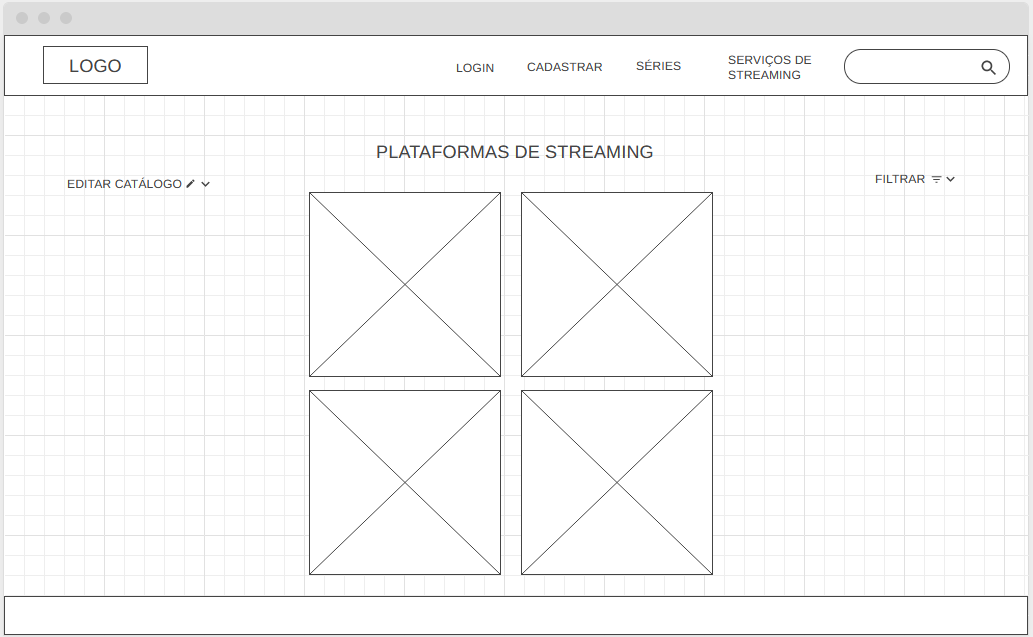 LOGO
LOGIN
CADASTRAR
SÉRIES
SERVIÇOS DE
STREAMING
PLATAFORMAS DE STREAMING
EDITAR CATÁLOGO
FILTRAR